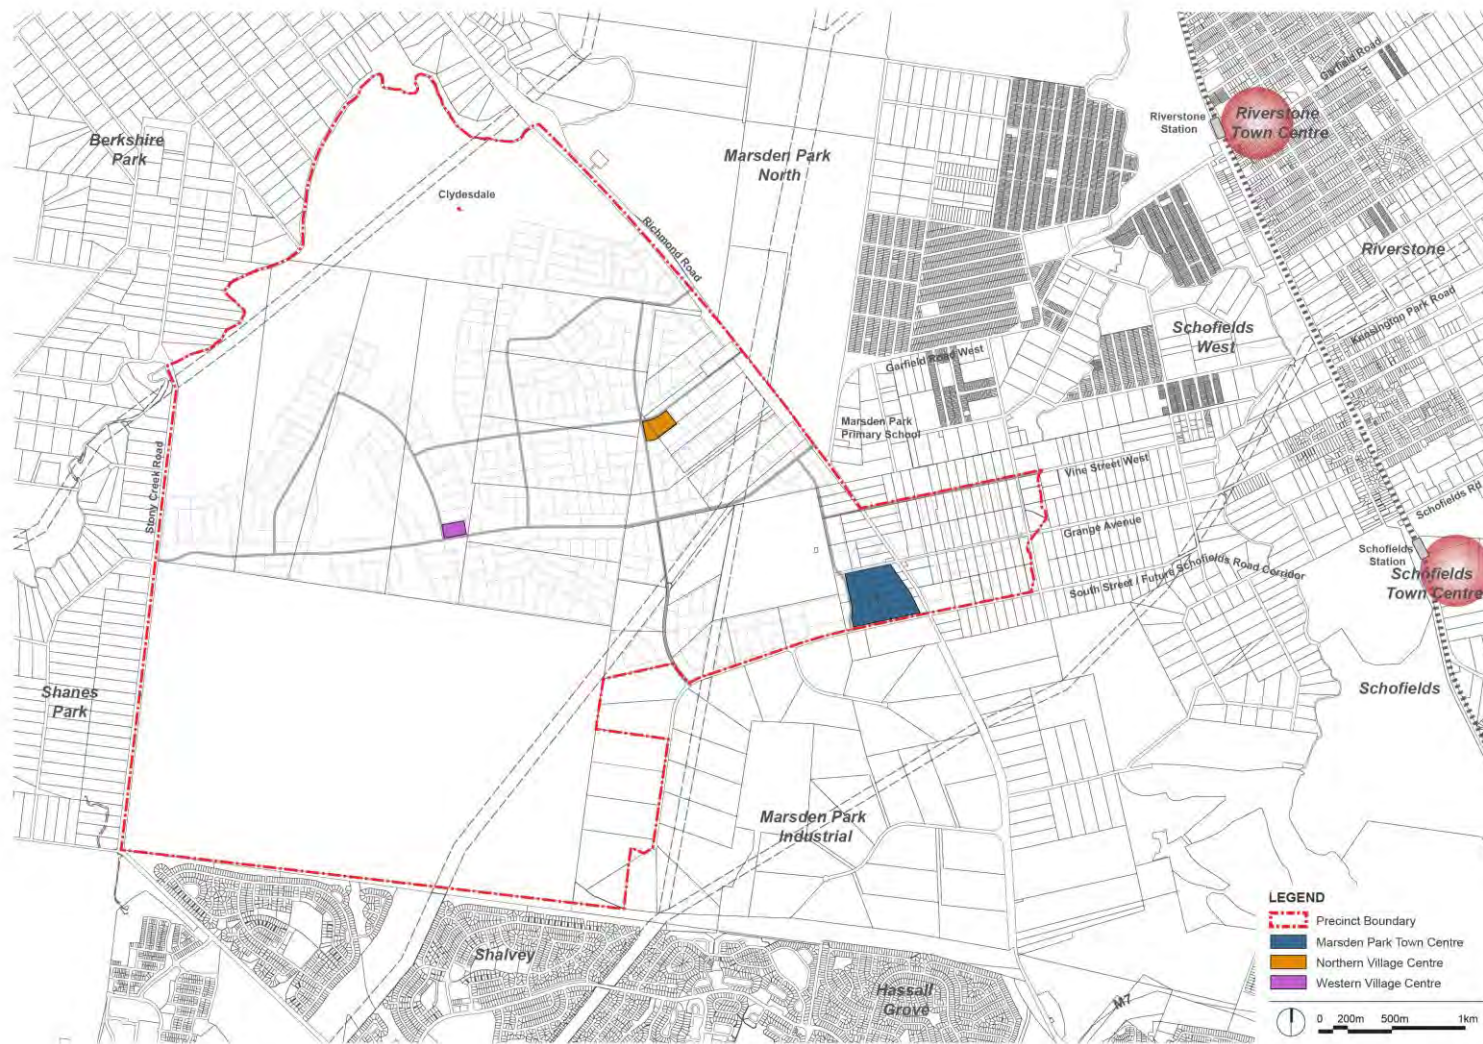 Garfield Road
Riverstone
Station
Riverstone
Town Centre
Berkshire
Park
Marsden Park
North
Clydesdale
Richmond Road
Riverstone
Kensington Park Road
Schofields
West
Garfield Road West
Marsden Park
Primary School
Vine Street West
Stony Creek Road
Schofields Rd
Grange Avenue
Schofields
Station
Schofields
Town Centre
South Street / Future Schofields Road Corridor
Shanes
Park
Schofields
Marsden Park
Industrial
LEGEND
Precinct Boundary
Marsden Park Town Centre
Northern Village Centre
Western Village Centre
Shalvey
Hassall
Grove
M7
0 200m 500m 1km